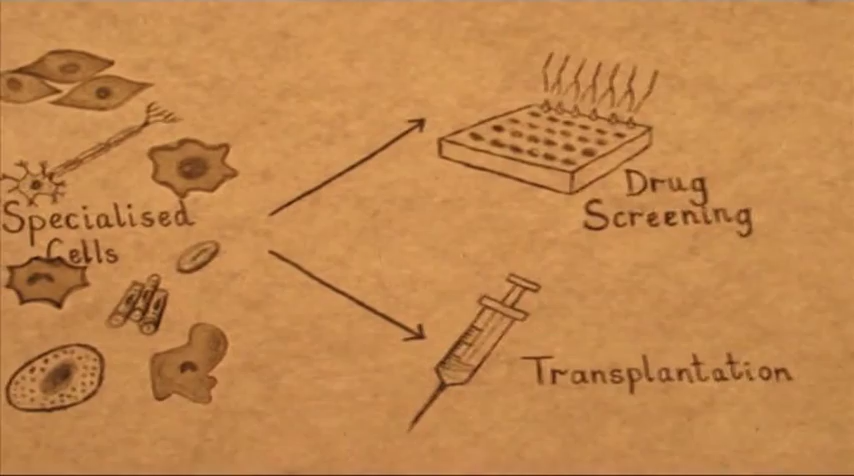 Specialised
Cells
Drug
Screening
Transplantation